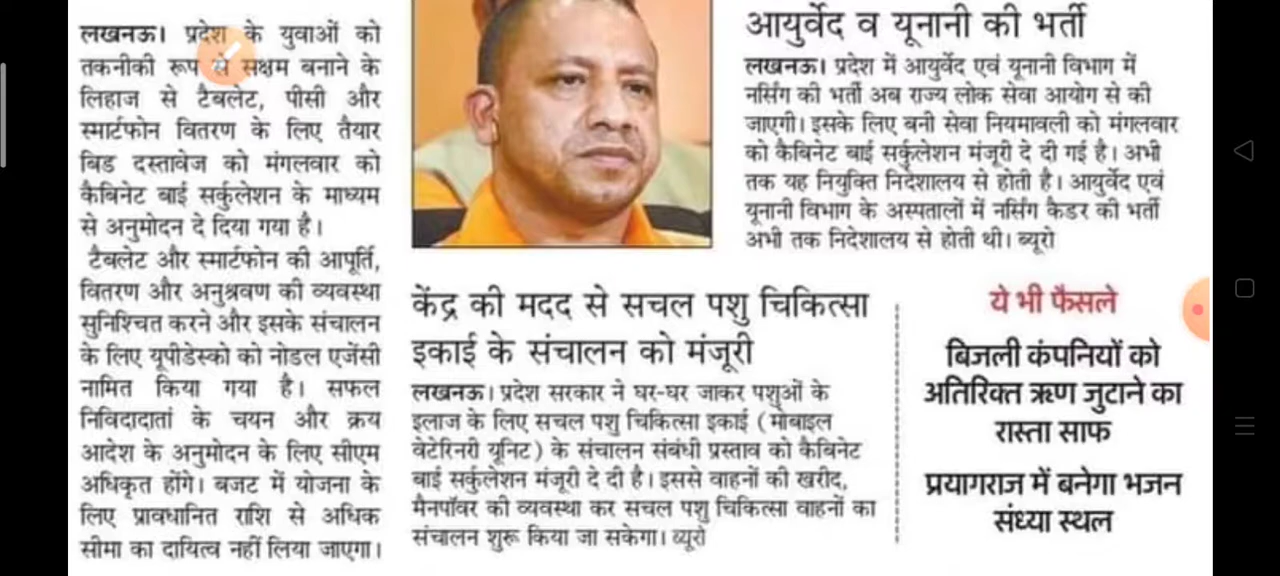 लखनऊ। प्रदेश के युवाओं को
तकनीकी रूप से सक्षम बनाने के
लिहाज से टैबलेट, पीसी और
स्मार्टफोन वितरण के लिए तैयार
बिड दस्तावेज को मंगलवार को
कैबिनेट बाई सर्कुलेशन के माध्यम
से अनुमोदन दे दिया गया है।
टैबलेट और स्मार्टफोन की आपूर्ति,
वितरण और अनुश्रवण की व्यवस्था
सुनिश्चित करने और इसके संचालन
के लिए यूपीडेस्को को नोडल एजेंसी
नामित किया गया है। सफल
निविदादातां के चयन और क्रय
आदेश के अनुमोदन के लिए सीएम
अधिकृत होंगे। बजट में योजना के
लिए प्रावधानित राशि से अधिक
सीमा का दायित्व नहीं लिया जाएगा।
आयुर्वेद व यूनानी की भर्ती
लखनऊ। प्रदेश में आयुर्वेद एवं यूनानी विभाग में
नर्सिंग की भर्ती अब राज्य लोक सेवा आयोग से की
जाएगी। इसके लिए बनी सेवा नियमावली को मंगलवार
को कैबिनेट बाई सर्कुलेशन मंजूरी दे दी गई है। अभी
तक यह नियुक्ति निदेशालय से होती है। आयुर्वेद एवं
यूनानी विभाग के अस्पतालों में नर्सिंग कैडर की भर्ती
अभी तक निदेशालय से होती थी। ब्यूरो
केंद्र की मदद से सचल पशु चिकित्सा
इकाई के संचालन को मंजूरी
लखनऊ। प्रदेश सरकार ने घर-घर जाकर पशुओं के
इलाज के लिए सचल पशु चिकित्सा इकाई (मोबाइल
वेटेरिनरी यूनिट) के संचालन संबंधी प्रस्ताव को कैबिनेट
बाई सर्कुलेशन मंजूरी दे दी है। इससे वाहनों की खरीद,
मैनपॉवर की व्यवस्था कर सचल पशु चिकित्सा वाहनों का
संचालन शुरू किया जा सकेगा। ब्यूरो
ये भी फैसले
बिजली कंपनियों को
अतिरिक्त ऋण जुटाने का
रास्ता साफ
प्रयागराज में बनेगा भजन
संध्या स्थल